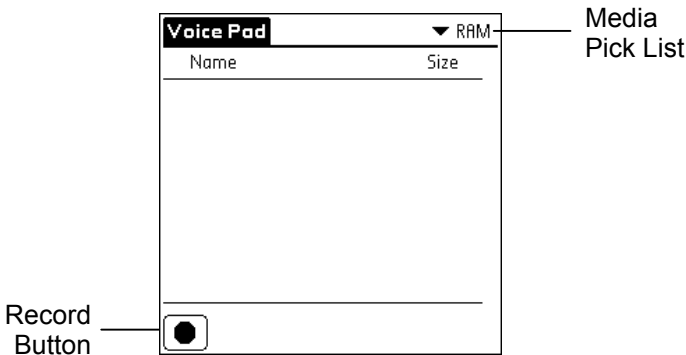 Voice Pad
RAM
Media
Pick List
Name Size
Record
Button